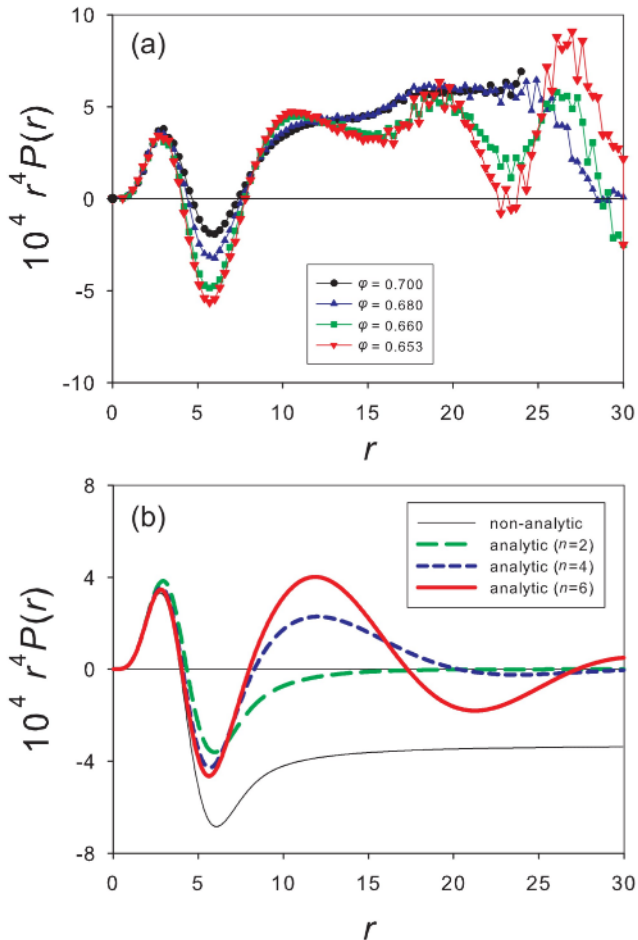 (a)
10
5
0
-5
-10
10⁴ r⁴P(r)
φ = 0.700
φ = 0.680
φ = 0.660
φ = 0.653
0 5 10 15 20 25 30
r
(b)
8
4
0
-4
-8
10⁴ r⁴P(r)
non-analytic
analytic (n=2)
analytic (n=4)
analytic (n=6)
0 5 10 15 20 25 30
r